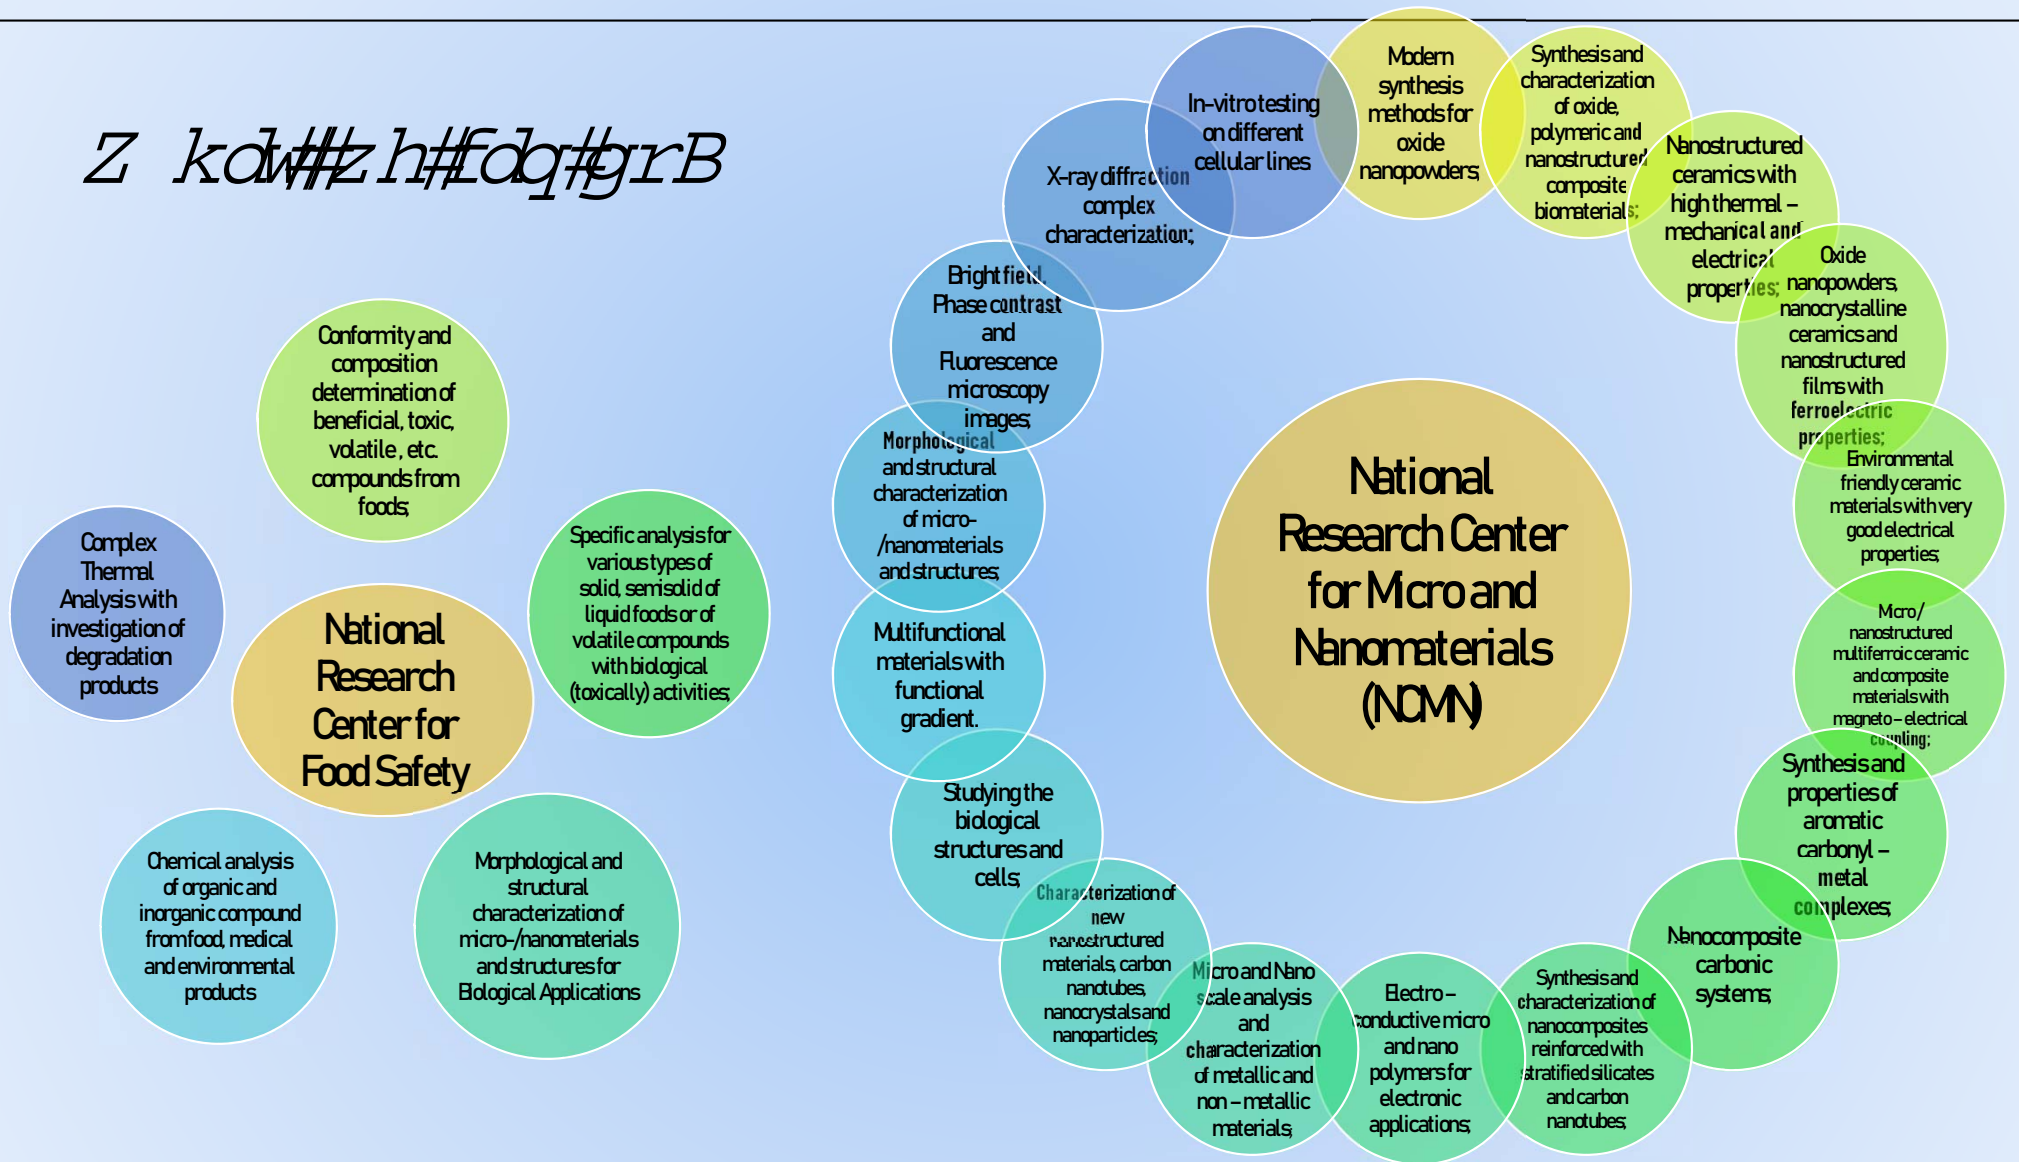 Z kdw#fdq#zh#grB
Conformity and
composition
determination of
beneficial, toxic,
volatile , etc.
compounds from
foods;
Complex
Thermal
Analysis with
investigation of
degradation
products
Specific analysis for
various types of
solid, semisolid of
liquid foods or of
volatile compounds
with biological
(toxically) activities;
National
Research
Center for
Food Safety
Chemical analysis
of organic and
inorganic compound
from food, medical
and environmental
products
Morphological and
structural
characterization of
micro-/nanomaterials
and structures for
Biological Applications
National
Research Center
for Micro and
Nanomaterials
(NCMN)
Modern
synthesis
methods for
oxide
nanopowders;
Synthesis and
characterization
of oxide,
polymeric and
nanostructured
composite
biomaterials;
Nanostructured
ceramics with
high thermal –
mechanical and
electrical
properties;
Oxide
nanopowders,
nanocrystalline
ceramics and
nanostructured
films with
ferroelectric
properties;
Environmental
friendly ceramic
materials with very
good electrical
properties;
Micro/
nanostructured
multiferroic ceramic
and composite
materials with
magneto – electrical
coupling;
Synthesis and
properties of
aromatic
carbonyl –
metal
complexes;
Nanocomposite
carbonic
systems;
Synthesis and
characterization of
nanocomposites
reinforced with
stratified silicates
and carbon
nanotubes;
Electro –
conductive micro
and nano
polymers for
electronic
applications;
Micro and Nano
scale analysis
and
characterization
of metallic and
non – metallic
materials;
Characterization of
new
nanostructured
materials, carbon
nanotubes,
nanocrystals and
nanoparticles;
Studying the
biological
structures and
cells;
Multifunctional
materials with
functional
gradient.
Morphological
and structural
characterization
of micro-
/nanomaterials
and structures;
Bright field.
Phase contrast
and
Fluorescence
microscopy
images;
X-ray diffraction
complex
characterization;
In-vitro testing
on different
cellular lines